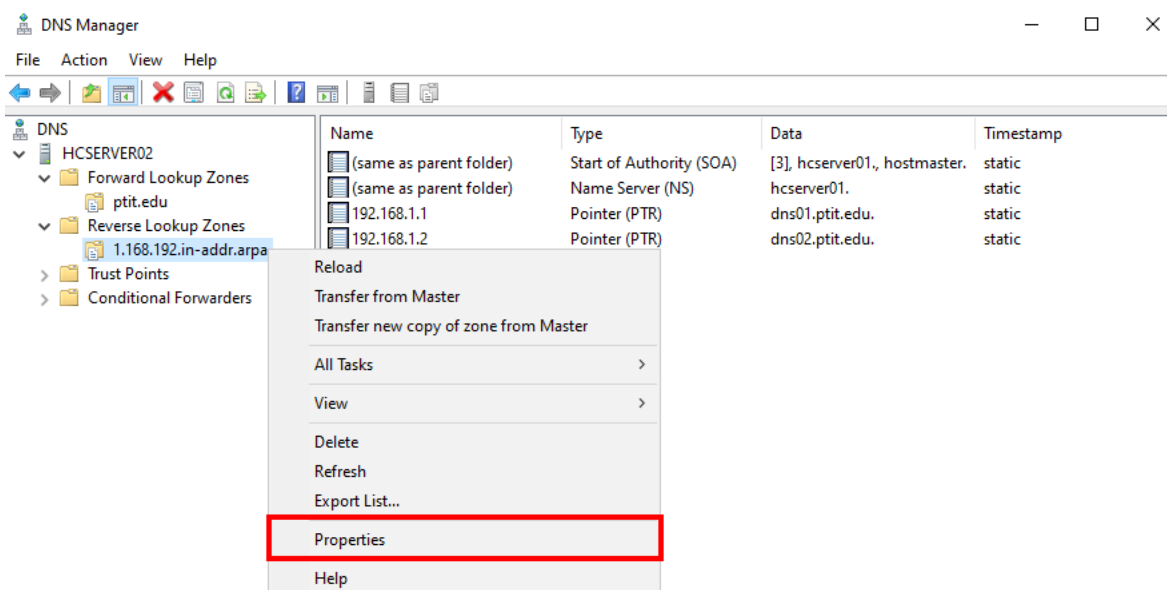 DNS Manager
File Action View Help
DNS
HCSERVER02
Forward Lookup Zones
ptit.edu
Reverse Lookup Zones
1.168.192.in-addr.arpa
Trust Points
Conditional Forwarders
Name Type Data Timestamp
(same as parent folder) Start of Authority (SOA) [3], hcserver01., hostmaster. static
(same as parent folder) Name Server (NS) hcserver01. static
192.168.1.1 Pointer (PTR) dns01.ptit.edu. static
192.168.1.2 Pointer (PTR) dns02.ptit.edu. static
Reload
Transfer from Master
Transfer new copy of zone from Master
All Tasks
View
Delete
Refresh
Export List...
Properties
Help